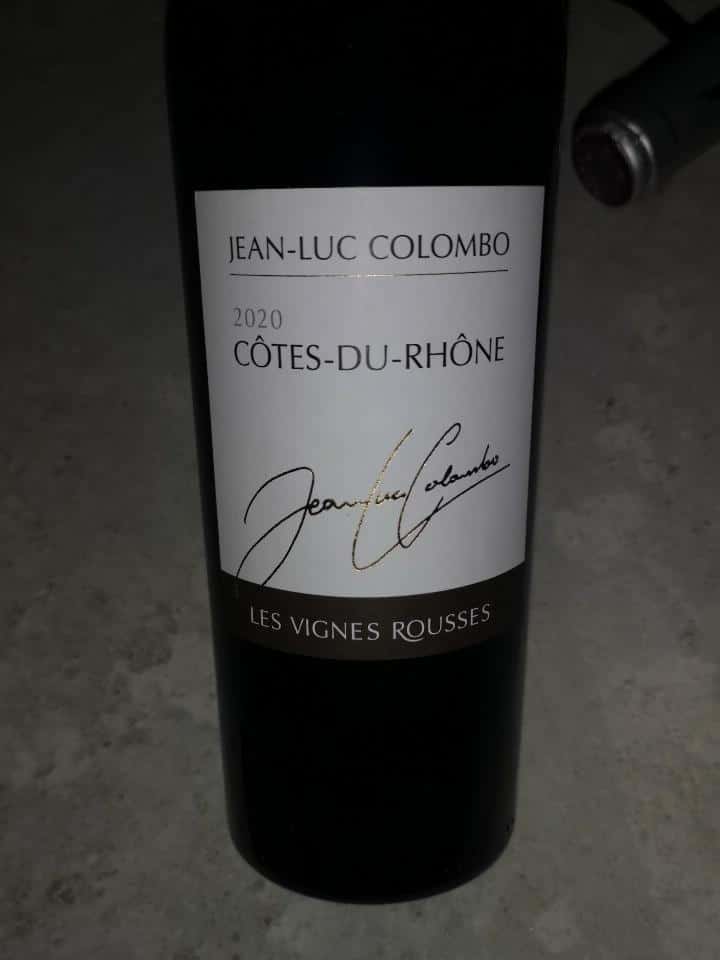 JEAN-LUC COLOMBO
2020
CÔTES-DU-RHÔNE
Jean-Luc Colombo
LES VIGNES ROUSSES